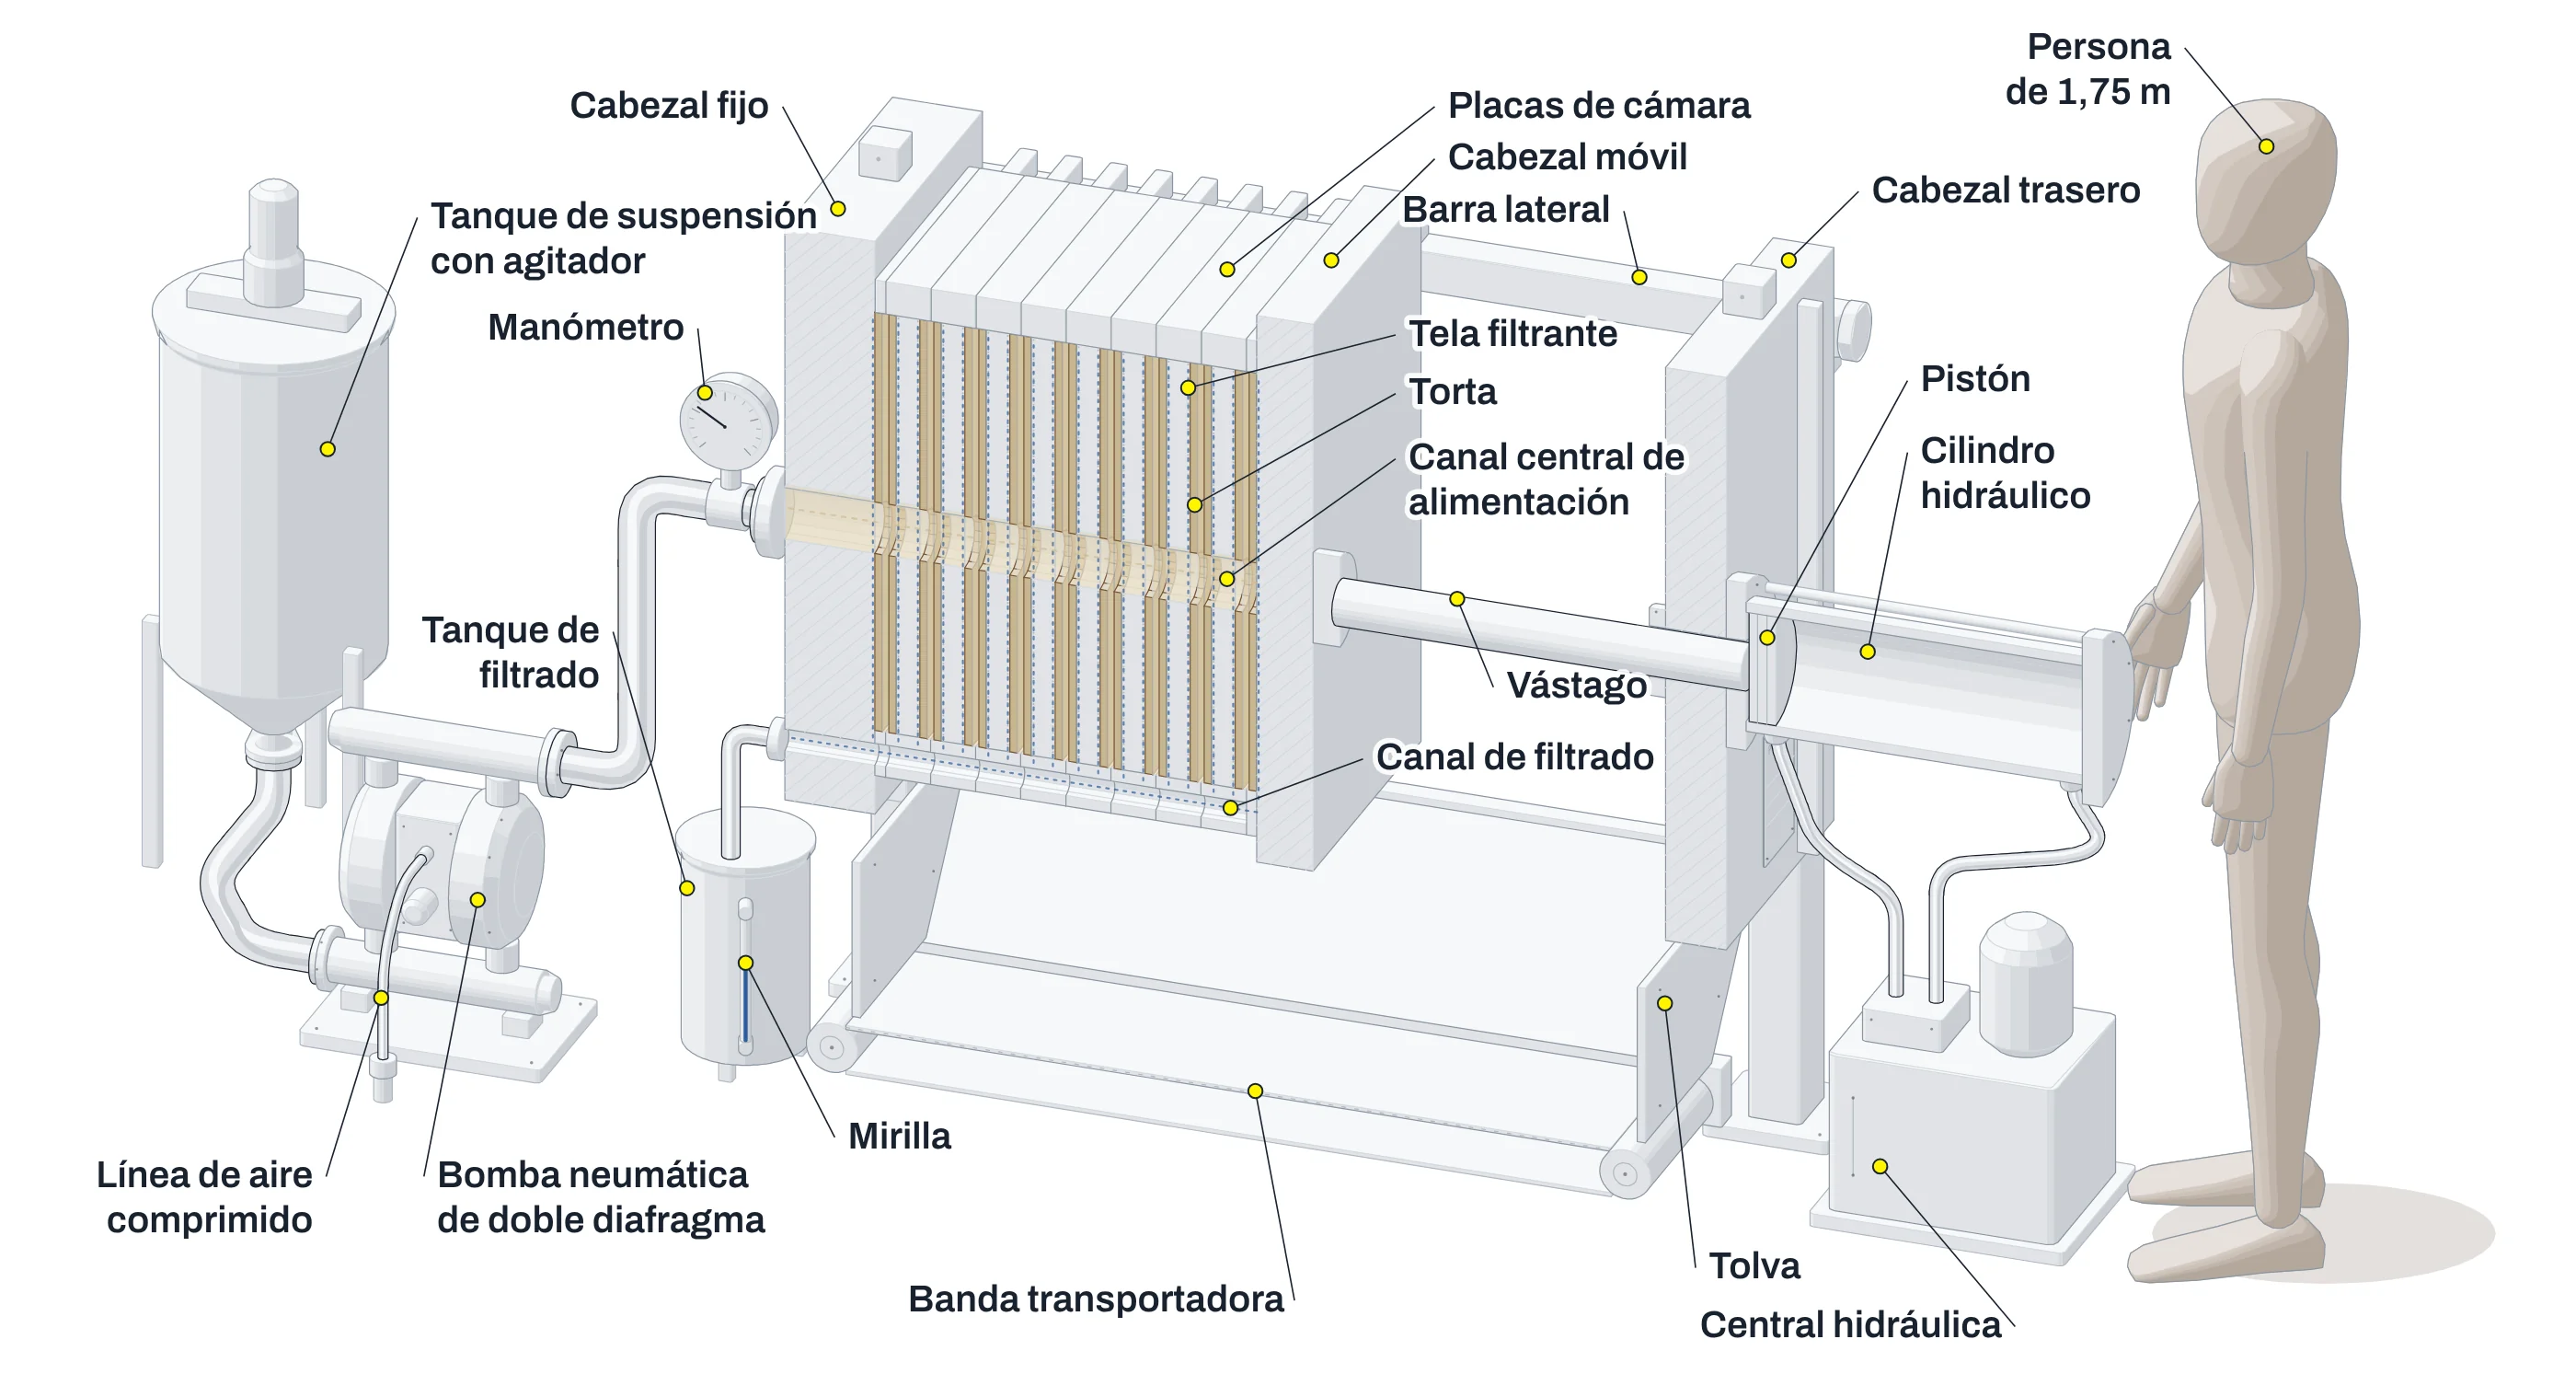 Persona
de 1,75 m
Cabezal fijo
Placas de cámara
Cabezal móvil
Barra lateral
Cabezal trasero
Tanque de suspensión
con agitador
Manómetro
Tela filtrante
Torta
Canal central de
alimentación
Pistón
Cilindro
hidráulico
Tanque de
filtrado
Vástago
Canal de filtrado
Mirilla
Línea de aire
comprimido
Bomba neumática
de doble diafragma
Banda transportadora
Tolva
Central hidráulica